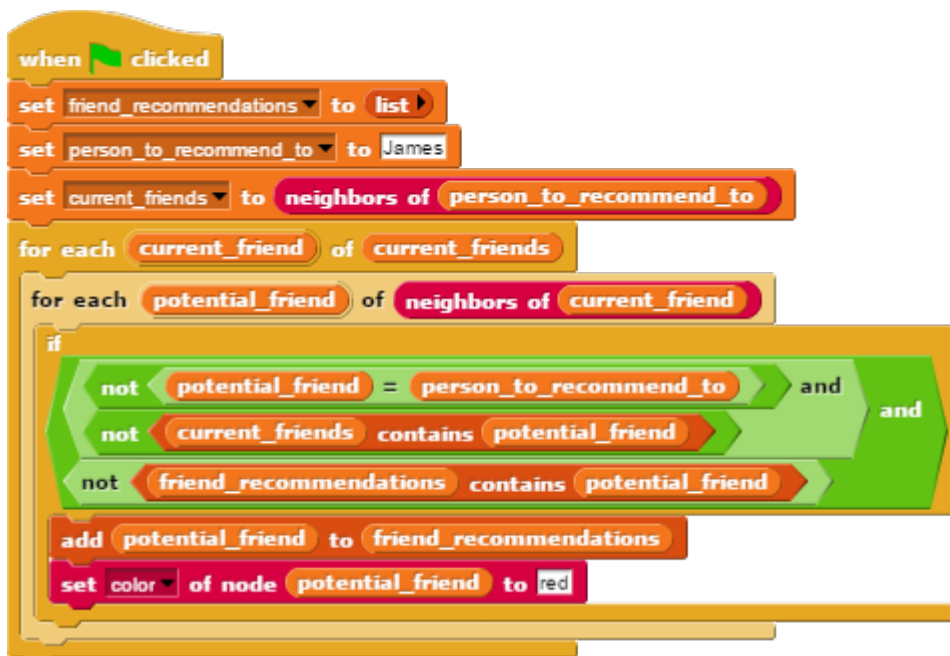 when clicked
set friend_recommendations to list
set person_to_recommend_to to James
set current_friends to neighbors of person_to_recommend_to
for each current_friend of current_friends
for each potential_friend of neighbors of current_friend
if
not potential_friend = person_to_recommend_to and
and
not current_friends contains potential_friend
not friend_recommendations contains potential_friend
add potential_friend to friend_recommendations
set color of node potential_friend to red